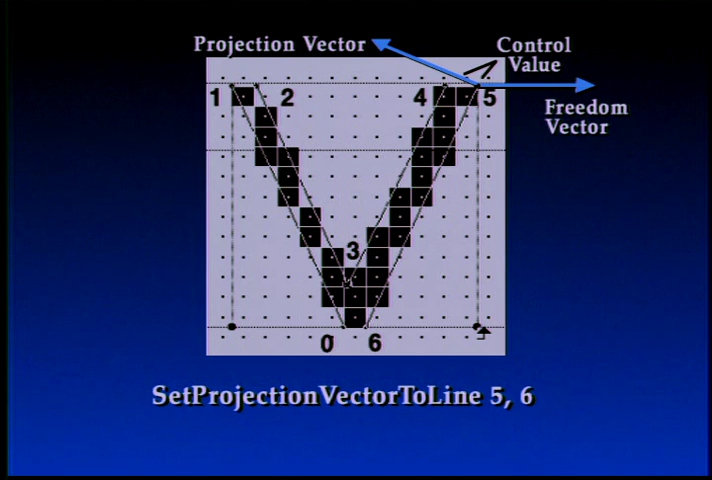 Projection Vector
Control
Value
1
2
4
5
Freedom
Vector
3
0
6
SetProjectionVectorToLine 5, 6